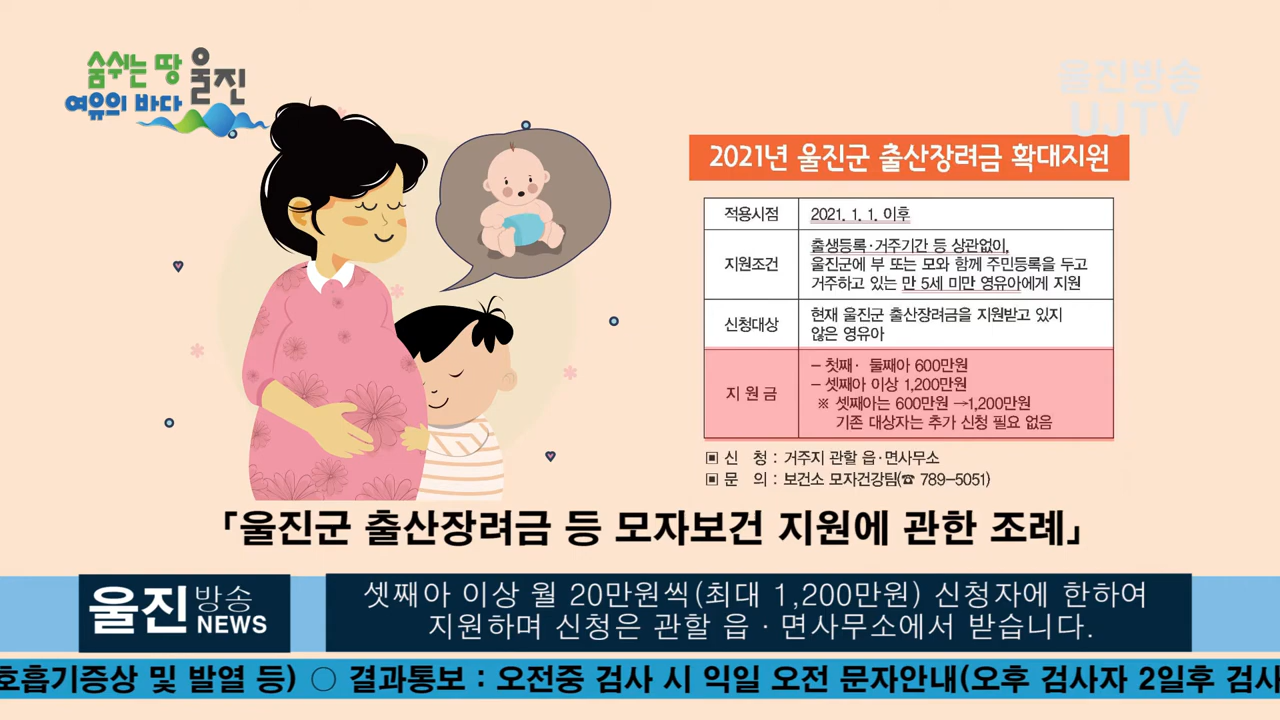 숨쉬는 땅
여유의 바다
울진
울진방송
UJTV
2021년 울진군 출산장려금 확대지원
적용시점 2021. 1. 1. 이후
지원조건 출생등록·거주기간 등 상관없이,
울진군에 부 또는 모와 함께 주민등록을 두고
거주하고 있는 만 5세 미만 영유아에게 지원
신청대상 현재 울진군 출산장려금을 지원받고 있지
않은 영유아
지 원 금 – 첫째· 둘째아 600만원
– 셋째아 이상 1,200만원
※ 셋째아는 600만원 →1,200만원
기존 대상자는 추가 신청 필요 없음
▣ 신 청 : 거주지 관할 읍·면사무소
▣ 문 의 : 보건소 모자건강팀(☎ 789–5051)
「울진군 출산장려금 등 모자보건 지원에 관한 조례」
울진 방송 NEWS
셋째아 이상 월 20만원씩(최대 1,200만원) 신청자에 한하여
지원하며 신청은 관할 읍 · 면사무소에서 받습니다.
호흡기증상 및 발열 등) ○ 결과통보 : 오전중 검사 시 익일 오전 문자안내(오후 검사자 2일후 검사